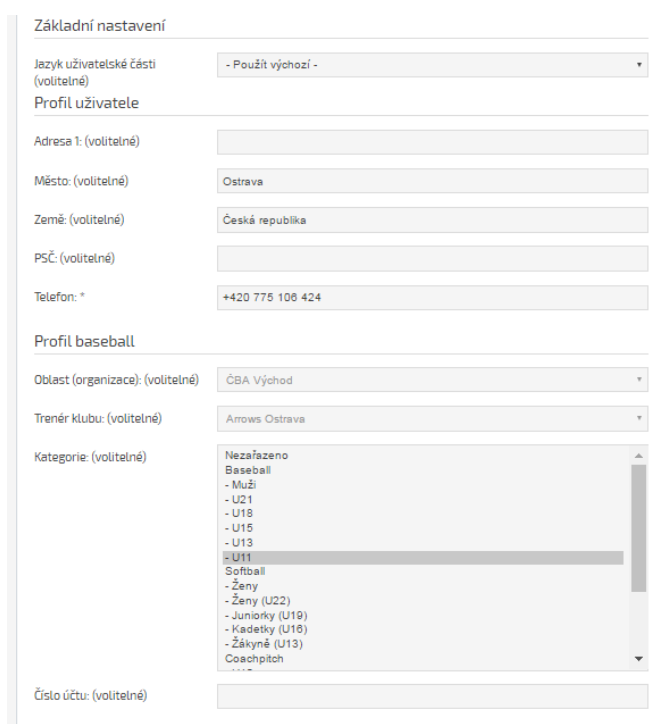 Základní nastavení
Jazyk uživatelské části
(volitelné)
- Použít výchozí -
Profil uživatele
Adresa 1: (volitelné)
Město: (volitelné)
Ostrava
Země: (volitelné)
Česká republika
PSČ: (volitelné)
Telefon: *
+420 775 106 424
Profil baseball
Oblast (organizace): (volitelné)
ČBA Východ
Trenér klubu: (volitelné)
Arrows Ostrava
Kategorie: (volitelné)
Nezařazeno
Baseball
- Muži
- U21
- U18
- U15
- U13
- U11
Softball
- Ženy
- Ženy (U22)
- Juniorky (U19)
- Kadetky (U16)
- Žákyně (U13)
Coachpitch
Číslo účtu: (volitelné)